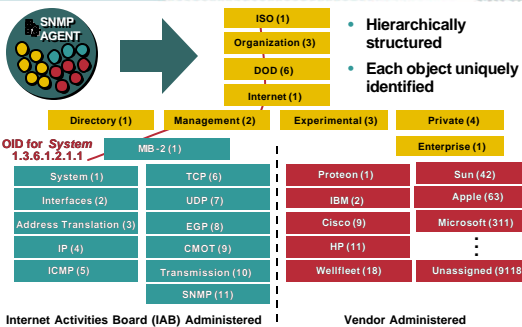 SNMP
AGENT
ISO (1)
Organization (3)
DOD (6)
Internet (1)
• Hierarchically
structured
• Each object uniquely
identified
Directory (1)
Management (2)
Experimental (3)
Private (4)
OID for System
1.3.6.1.2.1.1
MIB-2 (1)
Enterprise (1)
System (1)
Interfaces (2)
Address Translation (3)
IP (4)
ICMP (5)
TCP (6)
UDP (7)
EGP (8)
CMOT (9)
Transmission (10)
SNMP (11)
Proteon (1)
IBM (2)
Cisco (9)
HP (11)
Wellfleet (18)
Sun (42)
Apple (63)
Microsoft (311)
Unassigned (9118
Internet Activities Board (IAB) Administered
Vendor Administered